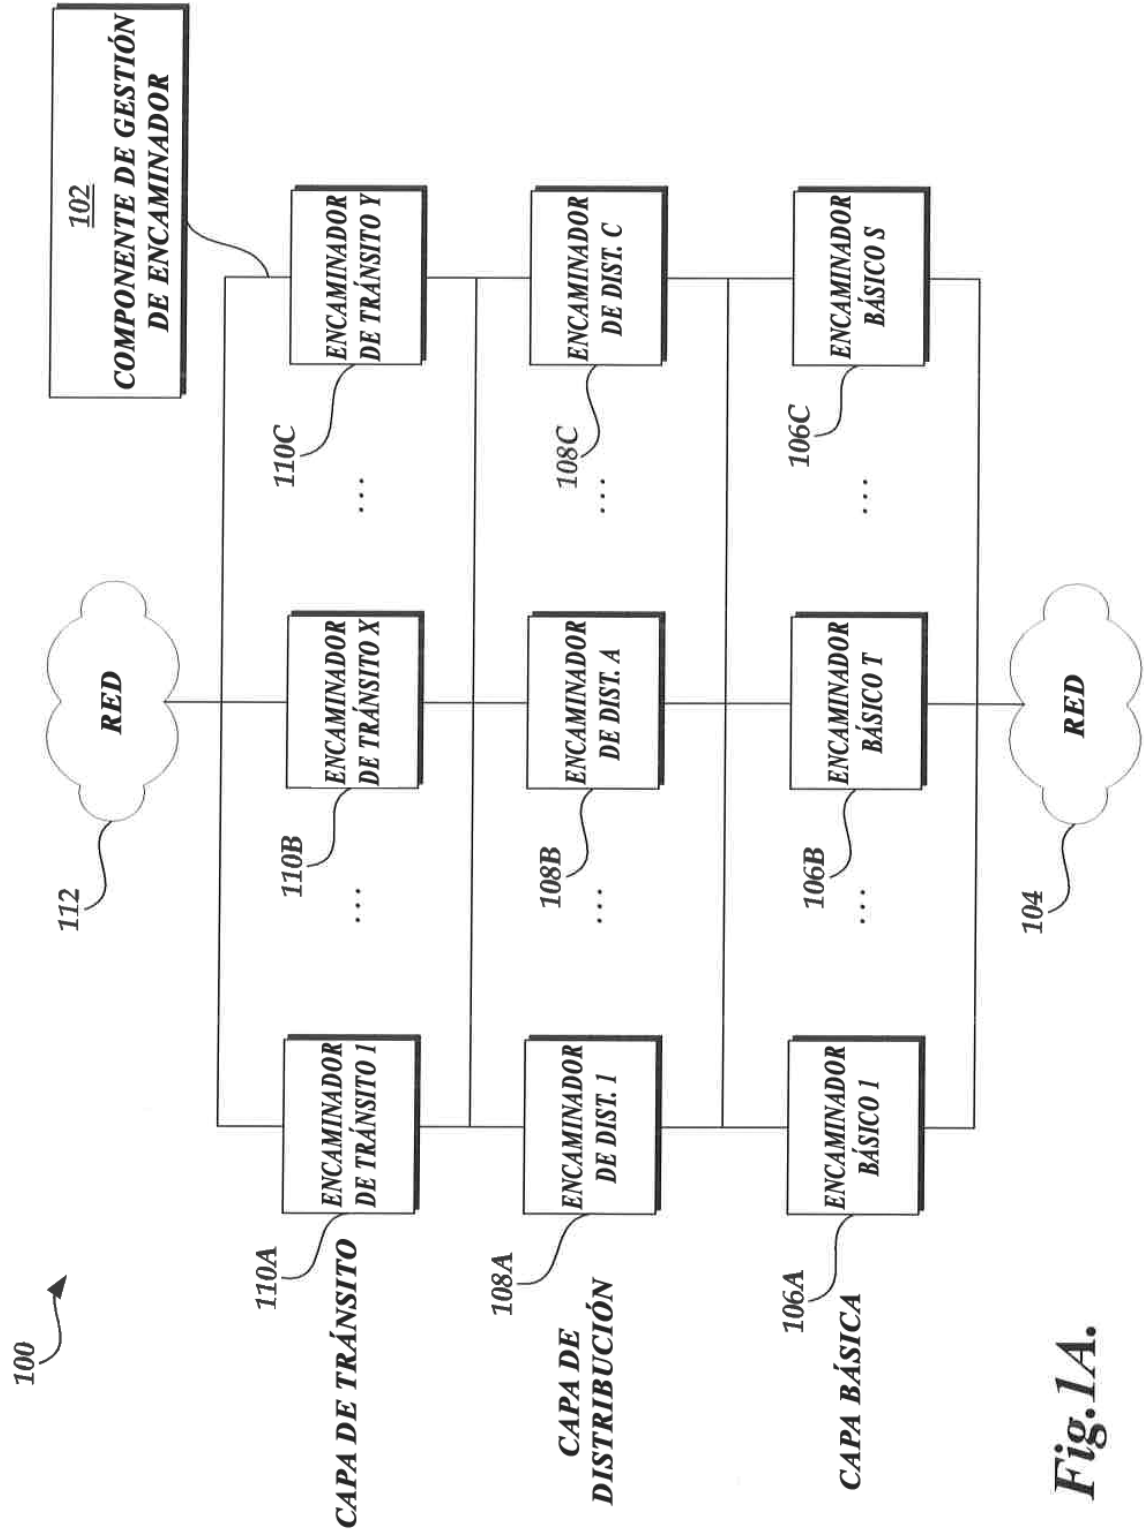 100
102
COMPONENTE DE GESTIÓN
DE ENCAMINADOR
112
RED
CAPA DE TRÁNSITO
110A
ENCAMINADOR
DE TRÁNSITO 1
...
110B
ENCAMINADOR
DE TRÁNSITO X
...
110C
ENCAMINADOR
DE TRÁNSITO Y
CAPA DE
DISTRIBUCIÓN
108A
ENCAMINADOR
DE DIST. 1
...
108B
ENCAMINADOR
DE DIST. A
...
108C
ENCAMINADOR
DE DIST. C
CAPA BÁSICA
106A
ENCAMINADOR
BÁSICO 1
...
106B
ENCAMINADOR
BÁSICO T
...
106C
ENCAMINADOR
BÁSICO S
104
RED
Fig.1A.